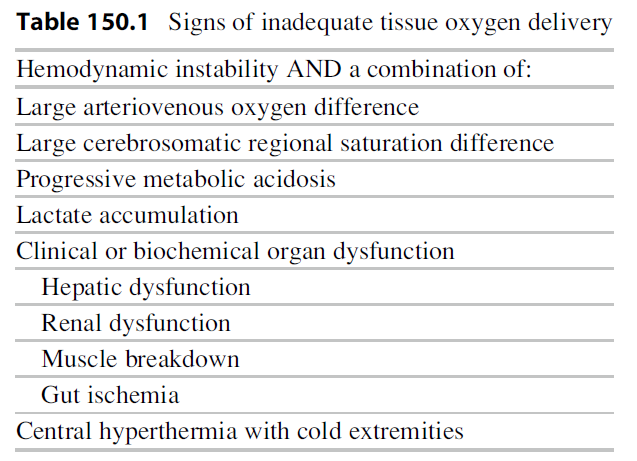 Table 150.1 Signs of inadequate tissue oxygen delivery
Hemodynamic instability AND a combination of:
Large arteriovenous oxygen difference
Large cerebrosomatic regional saturation difference
Progressive metabolic acidosis
Lactate accumulation
Clinical or biochemical organ dysfunction
Hepatic dysfunction
Renal dysfunction
Muscle breakdown
Gut ischemia
Central hyperthermia with cold extremities